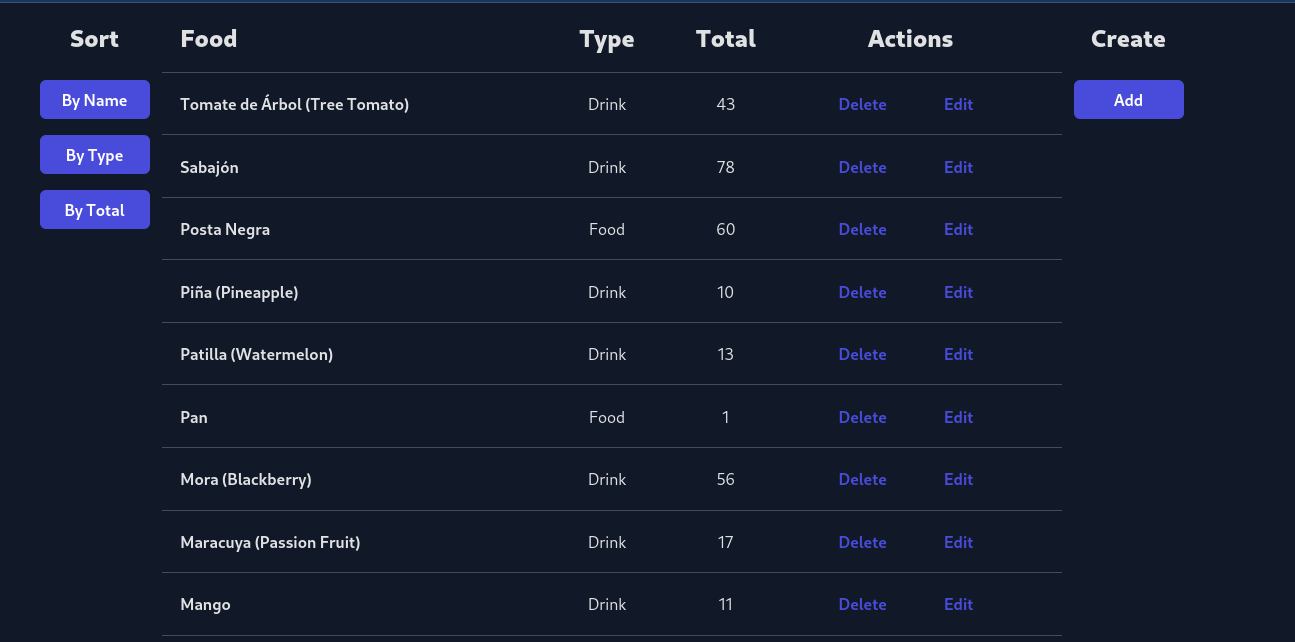 Sort Food Type Total Actions Create
By Name Tomate de Árbol (Tree Tomato) Drink 43 Delete Edit Add
By Type Sabajón Drink 78 Delete Edit
By Total Posta Negra Food 60 Delete Edit
Piña (Pineapple) Drink 10 Delete Edit
Patilla (Watermelon) Drink 13 Delete Edit
Pan Food 1 Delete Edit
Mora (Blackberry) Drink 56 Delete Edit
Maracuya (Passion Fruit) Drink 17 Delete Edit
Mango Drink 11 Delete Edit